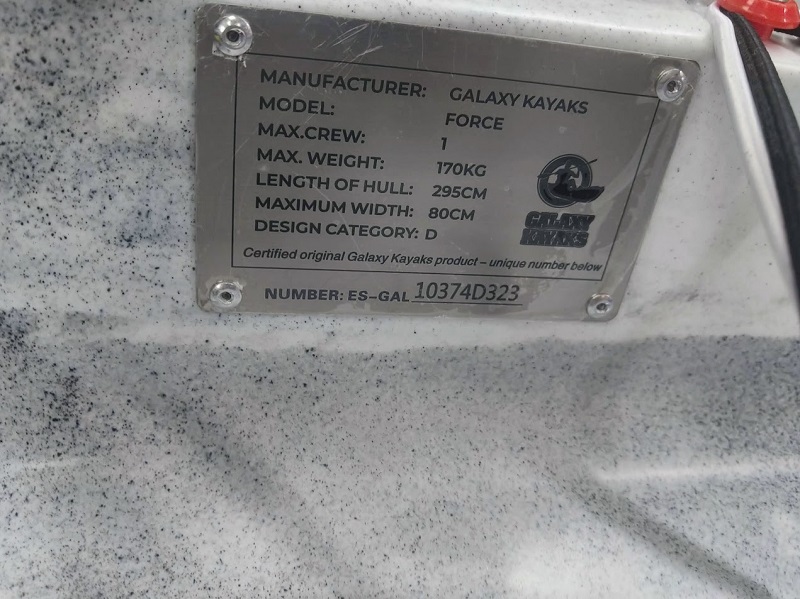 MANUFACTURER: GALAXY KAYAKS
MODEL: FORCE
MAX.CREW: 1
MAX. WEIGHT: 170KG
LENGTH OF HULL: 295CM
MAXIMUM WIDTH: 80CM
DESIGN CATEGORY: D
GALAXY
KAYAKS
Certified original Galaxy Kayaks product – unique number below
NUMBER: ES-GAL 10374D323